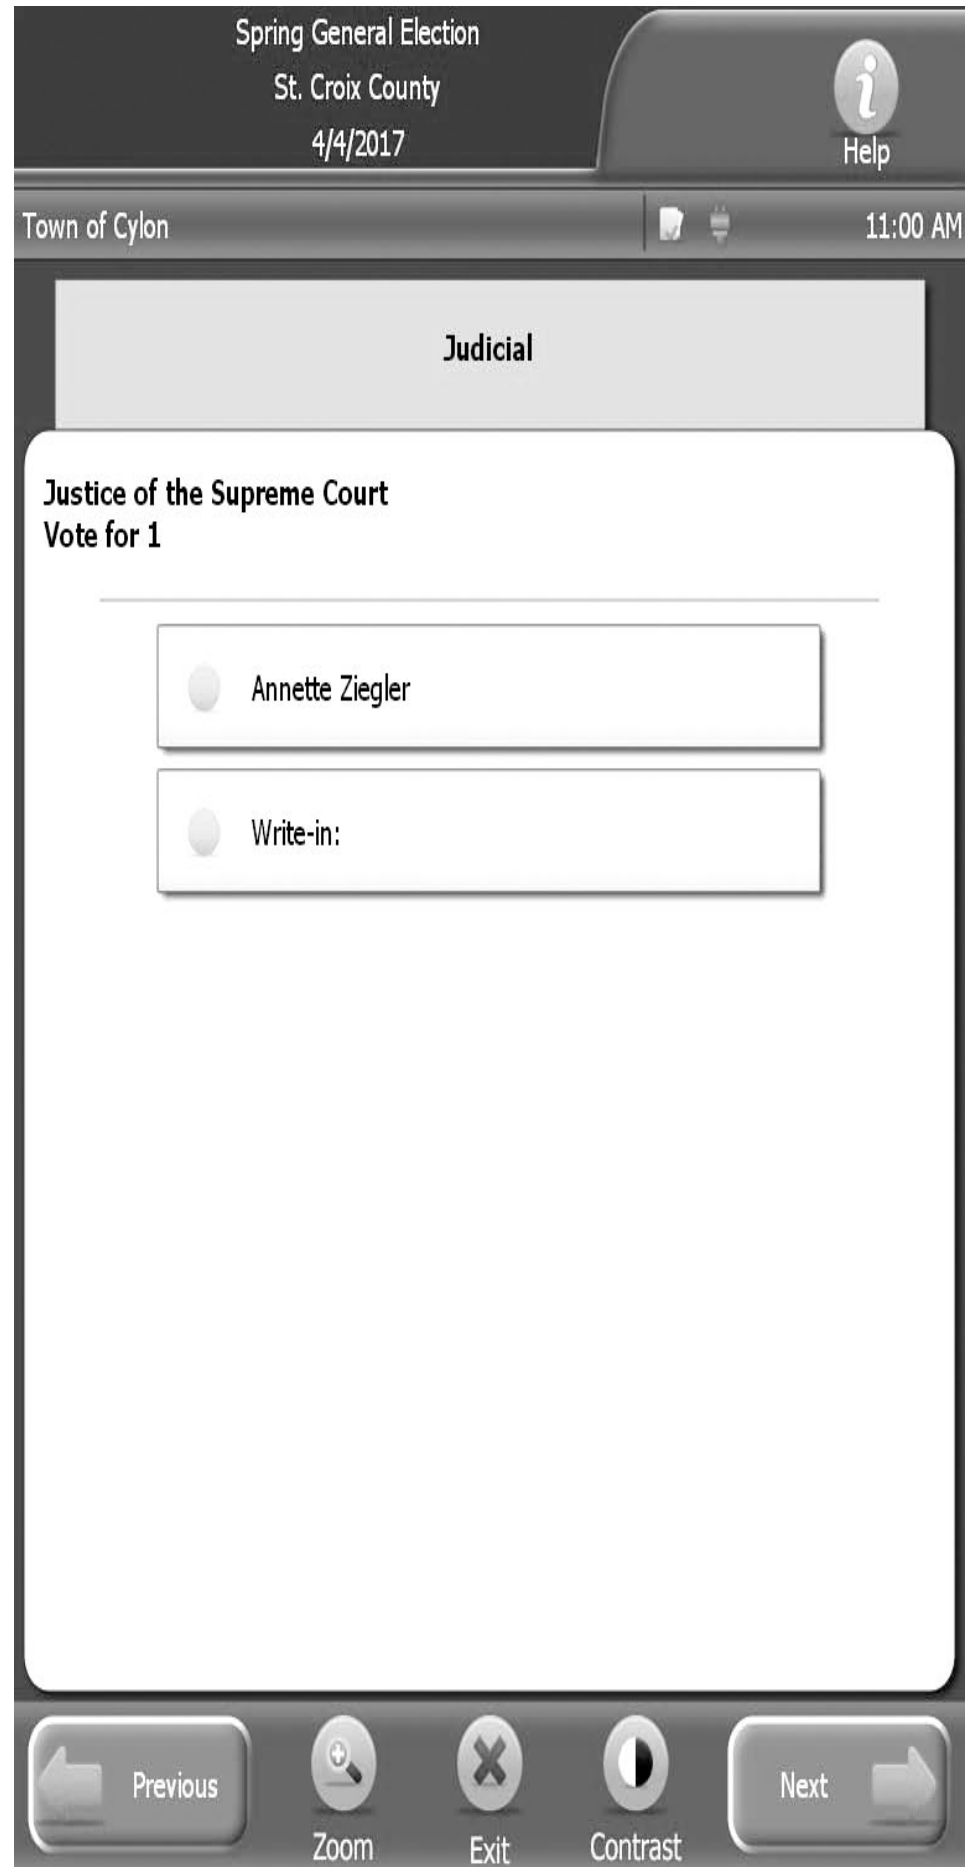 Spring General Election
St. Croix County
4/4/2017
Help
Town of Cylon
11:00 AM
Judicial
Justice of the Supreme Court
Vote for 1
Annette Ziegler
Write-in:
Previous
Zoom
Exit
Contrast
Next